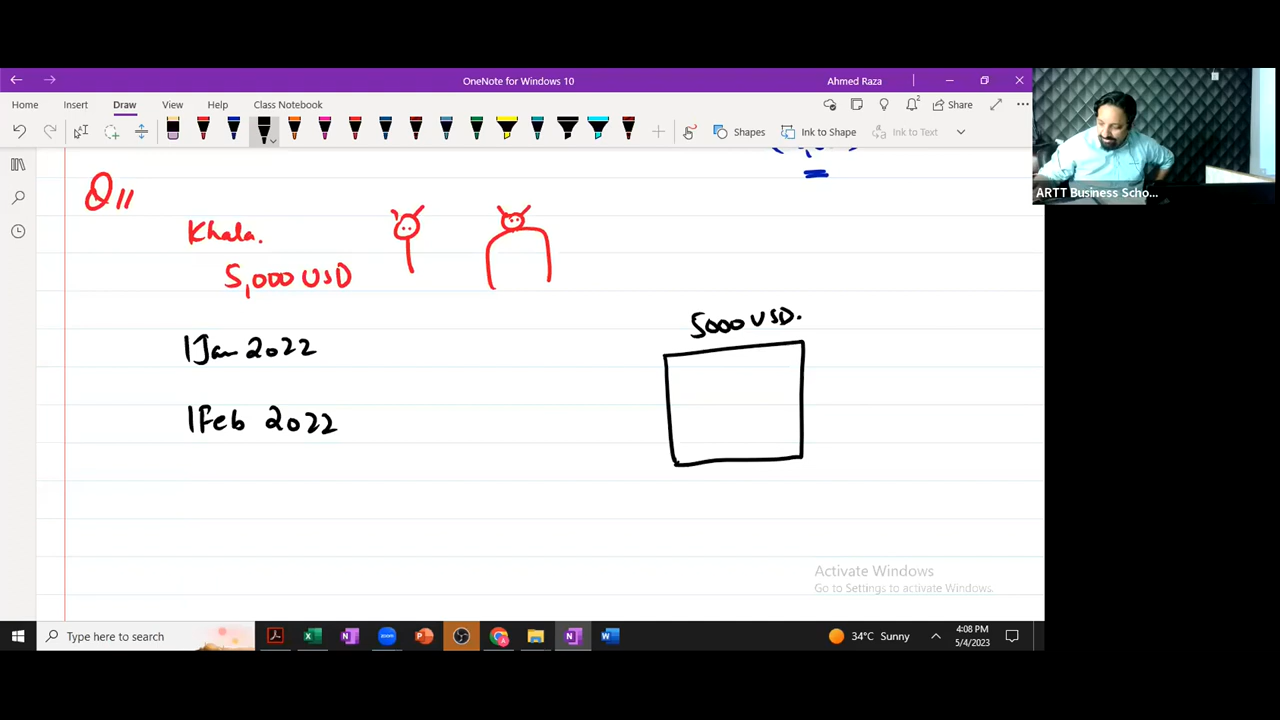 OneNote for Windows 10
Ahmed Raza
Home Insert Draw View Help Class Notebook
Share
Shapes Ink to Shape Ink to Text
ARTT Business Scho...
Q11
Khala.
5,000 USD
1 Jan 2022
5000 USD.
1 Feb 2022
Activate Windows
Go to Settings to activate Windows.
Type here to search
34°C Sunny
4:08 PM
5/4/2023